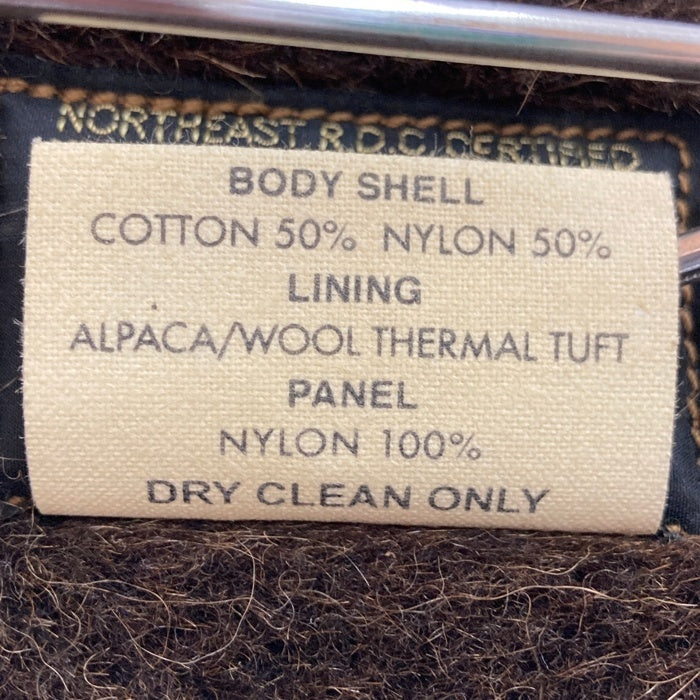 NORTHEAST R.D.C. CERTIFIED
BODY SHELL
COTTON 50% NYLON 50%
LINING
ALPACA/WOOL THERMAL TUFT
PANEL
NYLON 100%
DRY CLEAN ONLY